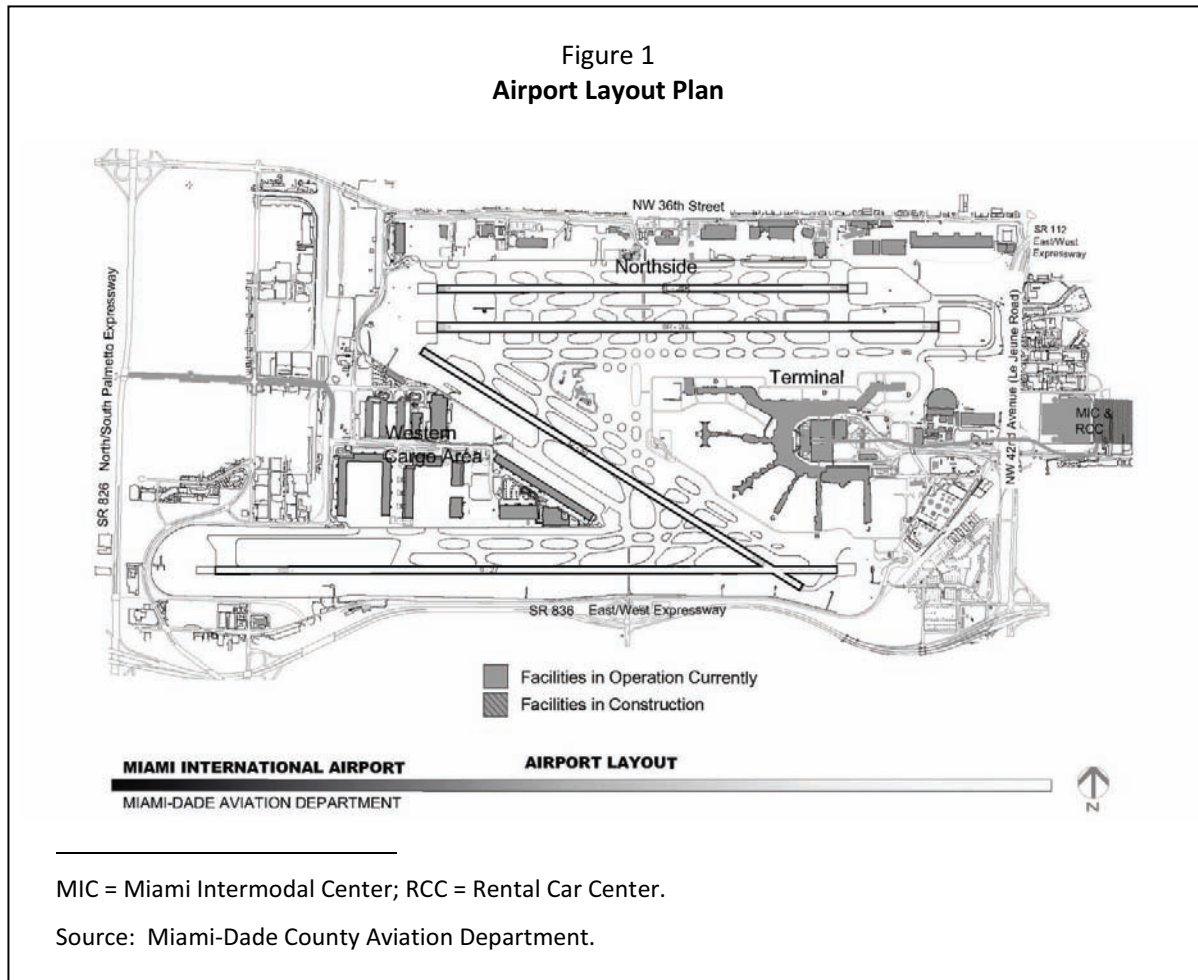 Figure 1
Airport Layout Plan
NW 36th Street
SR 112
East/West
Expressway
Northside
SR 826 North/South Palmetto Expressway
NW 42nd Avenue (Le Jeune Road)
Terminal
MIC &
RCC
Western
Cargo Area
SR 836 East/West Expressway
Facilities in Operation Currently
Facilities in Construction
MIAMI INTERNATIONAL AIRPORT
AIRPORT LAYOUT
MIAMI-DADE AVIATION DEPARTMENT
N
MIC = Miami Intermodal Center; RCC = Rental Car Center.
Source: Miami-Dade County Aviation Department.